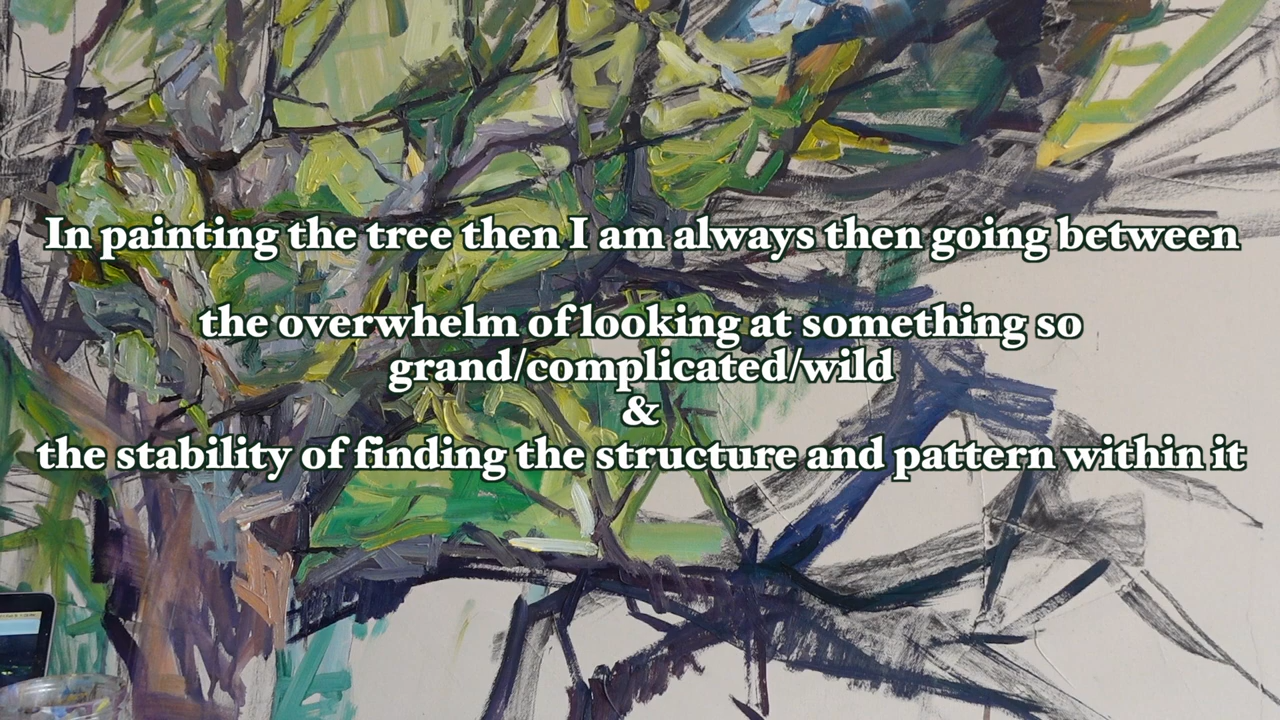 In painting the tree then I am always then going between
the overwhelm of looking at something so
grand/complicated/wild
&
the stability of finding the structure and pattern within it